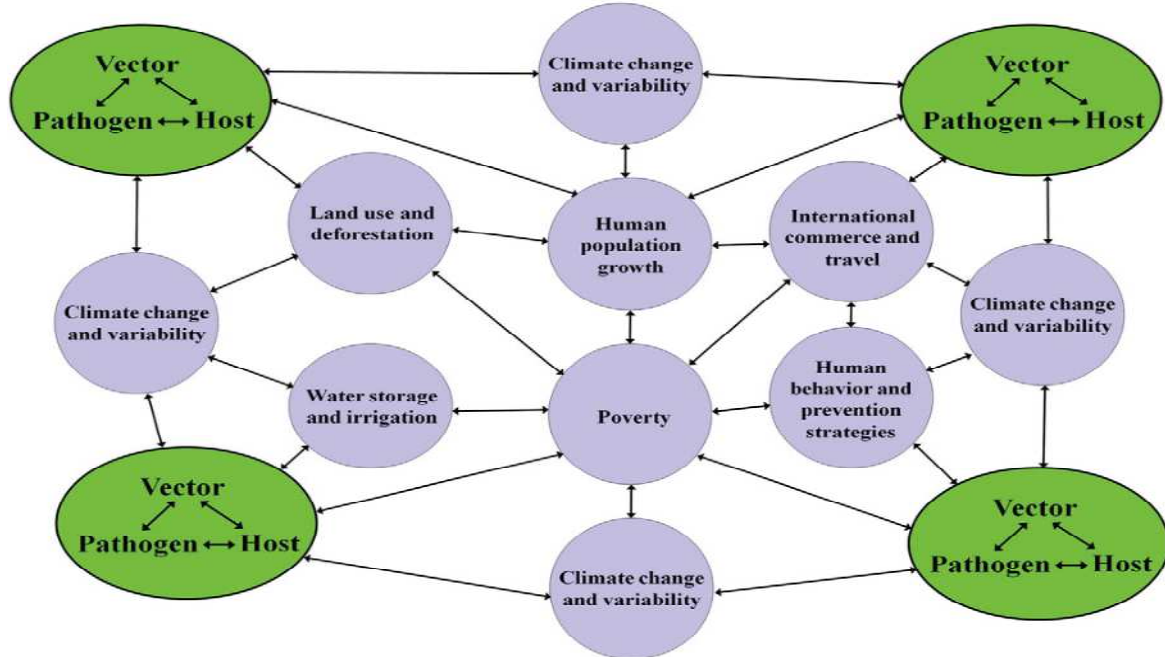 Vector
Pathogen Host
Climate change
and variability
Vector
Pathogen Host
Land use and
deforestation
Human
population
growth
International
commerce and
travel
Climate change
and variability
Climate change
and variability
Water storage
and irrigation
Poverty
Human
behavior and
prevention
strategies
Vector
Pathogen Host
Climate change
and variability
Vector
Pathogen Host